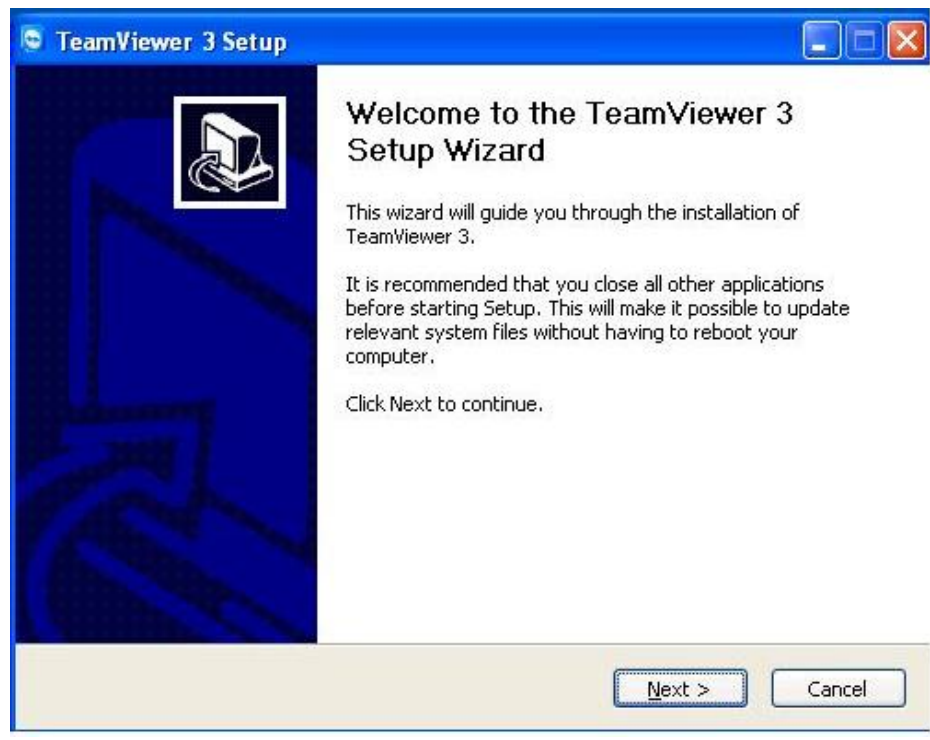 TeamViewer 3 Setup
Welcome to the TeamViewer 3
Setup Wizard
This wizard will guide you through the installation of
TeamViewer 3.
It is recommended that you close all other applications
before starting Setup. This will make it possible to update
relevant system files without having to reboot your
computer.
Click Next to continue.
Next >
Cancel